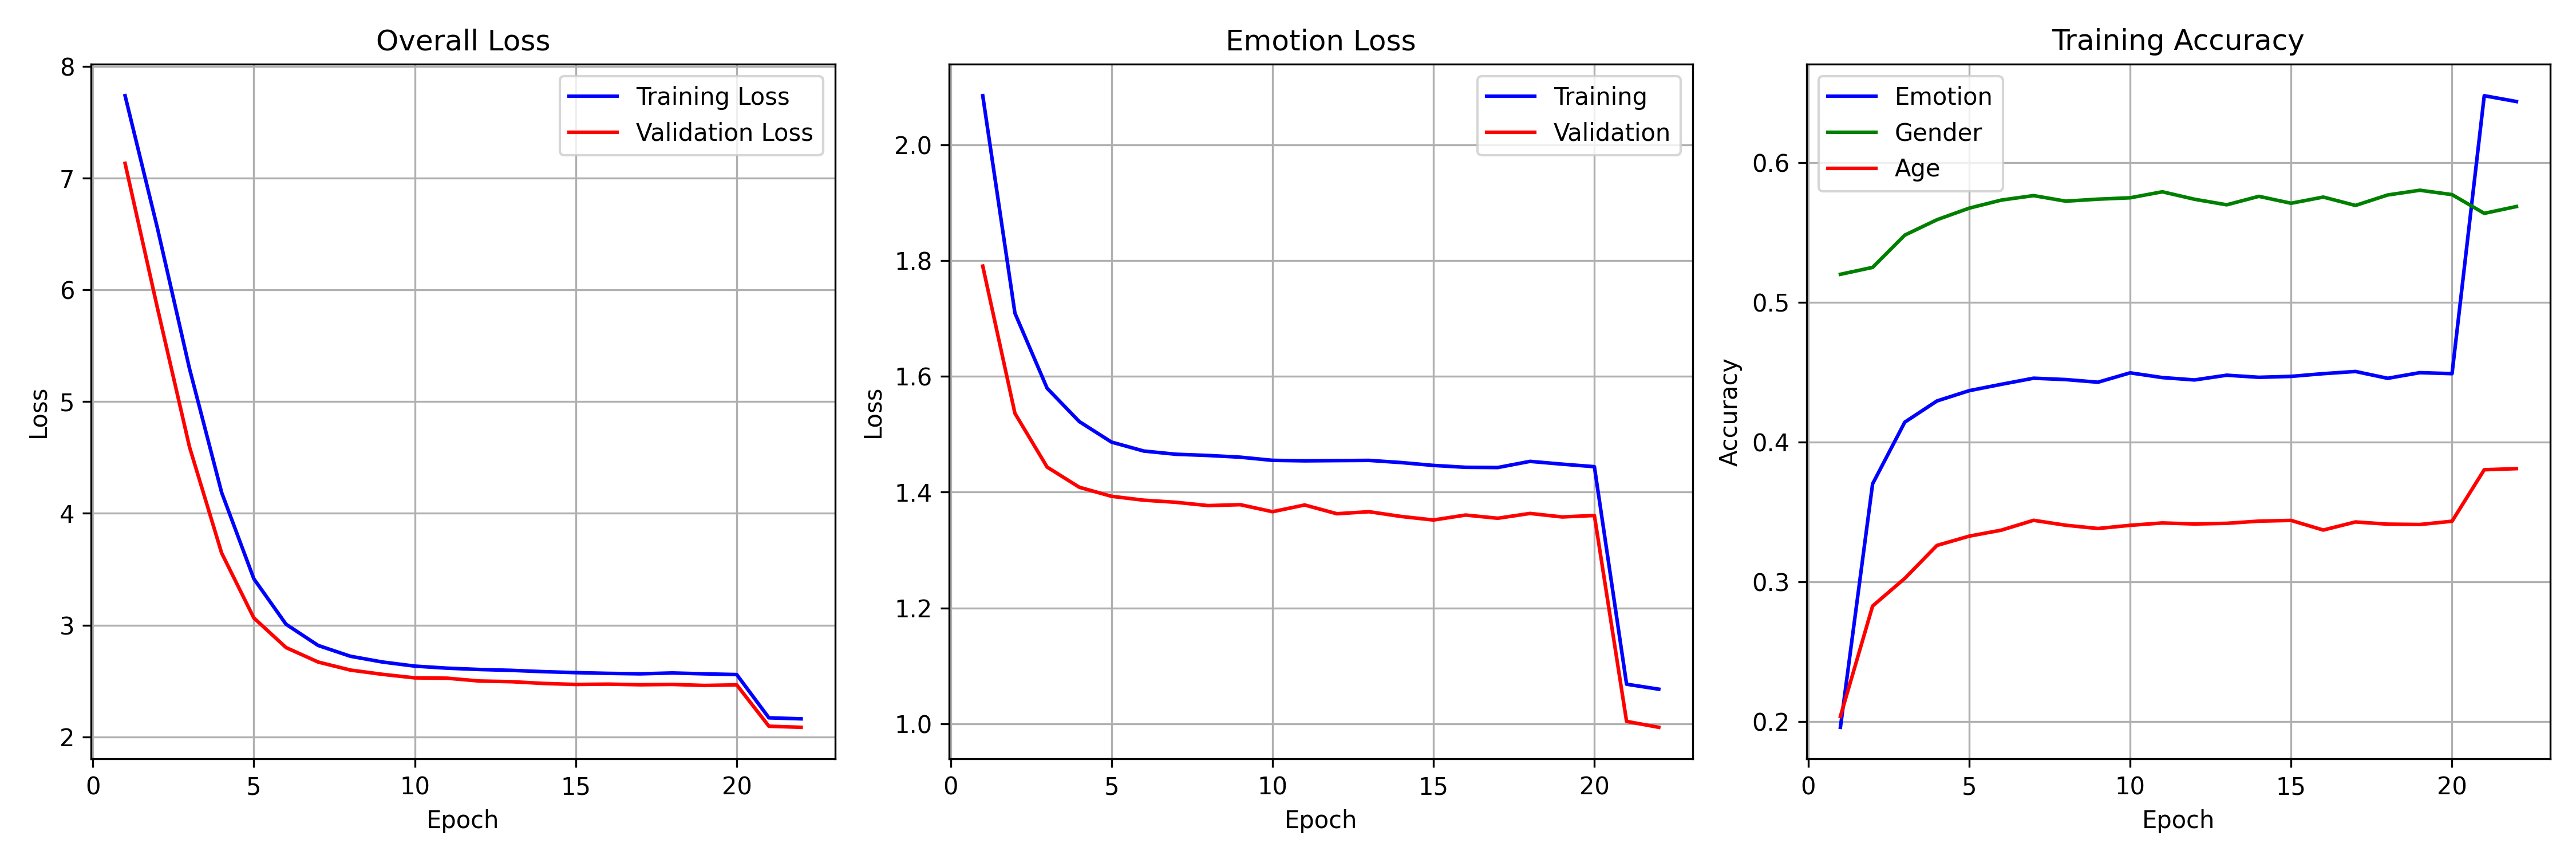 Overall Loss
8
7
6
5
4
3
2
Loss
Training Loss
Validation Loss
0 5 10 15 20
Epoch
Emotion Loss
2.0
1.8
1.6
1.4
1.2
1.0
Loss
Training
Validation
0 5 10 15 20
Epoch
Training Accuracy
0.6
0.5
0.4
0.3
0.2
Accuracy
Emotion
Gender
Age
0 5 10 15 20
Epoch